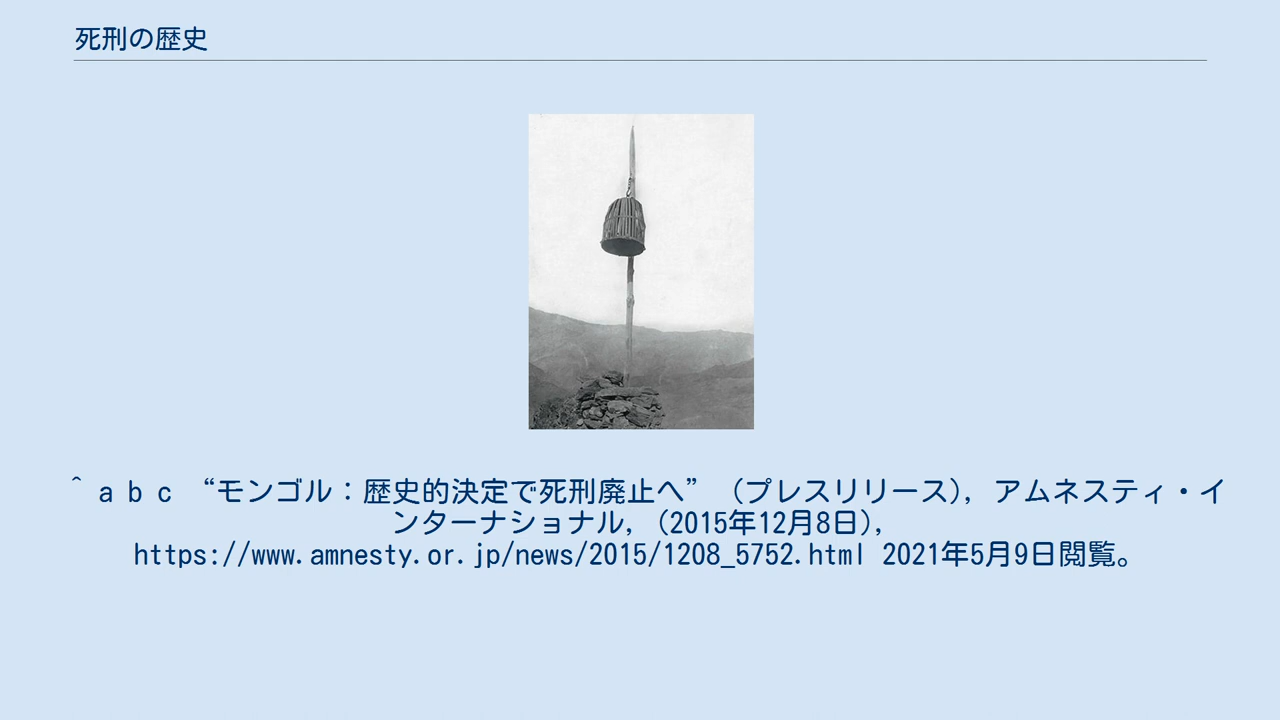 死刑の歴史
^ a b c “モンゴル：歴史的決定で死刑廃止へ” (プレスリリース), アムネスティ・イ
ンターナショナル, (2015年12月8日),
https://www.amnesty.or.jp/news/2015/1208_5752.html 2021年5月9日閲覧。